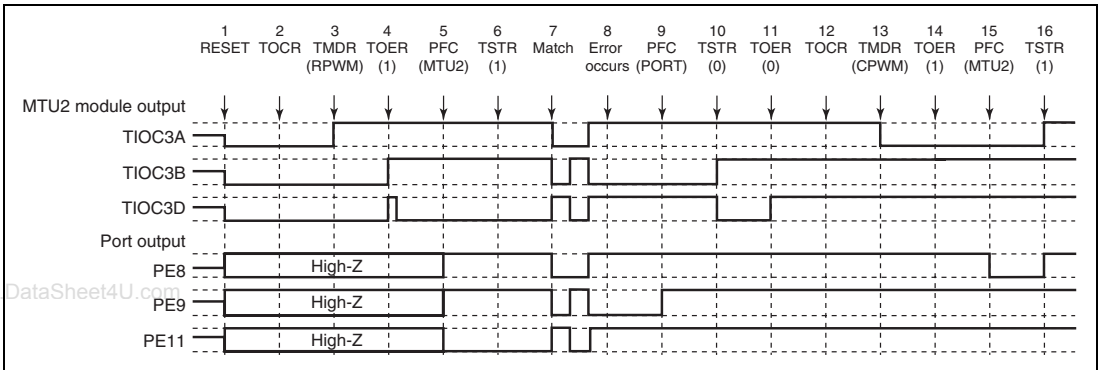 1 2 3 4 5 6 7 8 9 10 11 12 13 14 15 16
RESET TOCR TMDR TOER PFC TSTR Match Error PFC TSTR TOER TOCR TMDR TOER PFC TSTR
(RPWM) (1) (MTU2) (1) occurs (PORT) (0) (0) (CPWM) (1) (MTU2) (1)
MTU2 module output
TIOC3A
TIOC3B
TIOC3D
Port output
PE8 High-Z
DataSheet4U.com
PE9 High-Z
PE11 High-Z